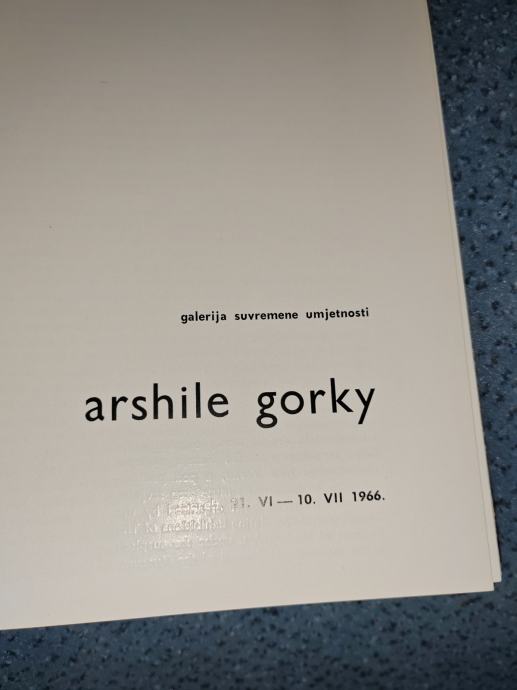 galerija suvremene umjetnosti
arshile gorky
21. VI — 10. VII 1966.